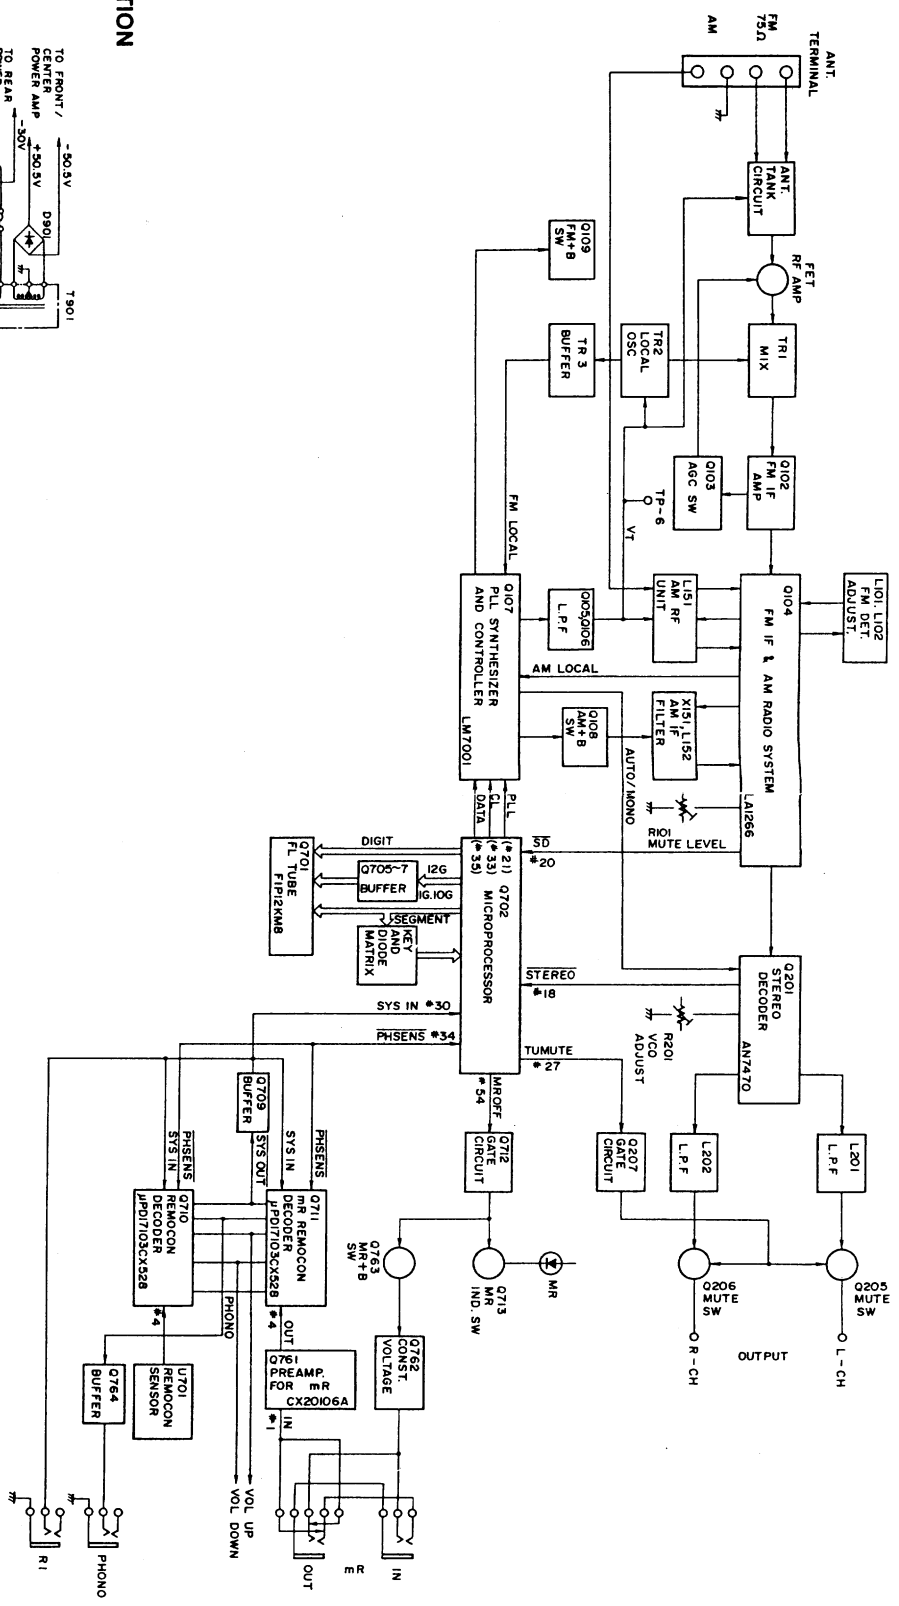 TION
TO FRONT /
CENTER
POWER AMP
TO REAR
-50.5V
+50.5V
-30V
D901
T901
ANT.
TERMINAL
FM
75Ω
AM
ANT.
TANK
CIRCUIT
FET
RF AMP
TR1
MIX
Q102
FM IF
AMP
Q103
AGC SW
Q109
FM+B
SW
TR2
LOCAL
OSC
TR3
BUFFER
TP-6
VT
FM LOCAL
L101. L102
FM DET.
ADJUST.
Q104
FM IF & AM RADIO SYSTEM
LA1266
L151
AM RF
UNIT
Q105,Q106
L.P.F
Q107
PLL SYNTHESIZER
AND CONTROLLER
LM7001
AM LOCAL
X151, L152
AM IF
FILTER
Q108
AM+B
SW
AUTO/MONO
R101
MUTE LEVEL
PLL
CL
DATA
SD
#20
(#21)
(#33)
(#35)
Q702
MICROPROCESSOR
DIGIT
Q701
FL TUBE
FIP12KM8
12G
Q705~7
BUFFER
1G.10G
SEGMENT
KEY
AND
DIODE
MATRIX
STEREO
#18
Q201
STEREO
DECODER
AN7470
R201
VCO
ADJUST
SYS IN #30
PHSENS #34
TUMUTE
#27
MROFF
#54
L201
L.P.F
L202
L.P.F
Q207
GATE
CIRCUIT
Q712
GATE
CIRCUIT
Q205
MUTE
SW
Q206
MUTE
SW
L-CH
R-CH
OUTPUT
MR
Q713
MR
IND. SW
Q763
MR+B
SW
Q762
CONST.
VOLTAGE
Q709
BUFFER
SYS OUT
SYS IN
PHSENS
PHSENS
SYS IN
Q711
mR REMOCON
DECODER
μPD17103CX528
Q710
REMOCON
DECODER
μPD17103CX528
#4
OUT
Q761
PREAMP.
FOR mR
CX20106A
IN
#1
#4
U701
REMOCON
SENSOR
PHONO
Q764
BUFFER
VOL UP
VOL DOWN
IN
mR
OUT
PHONO
RI